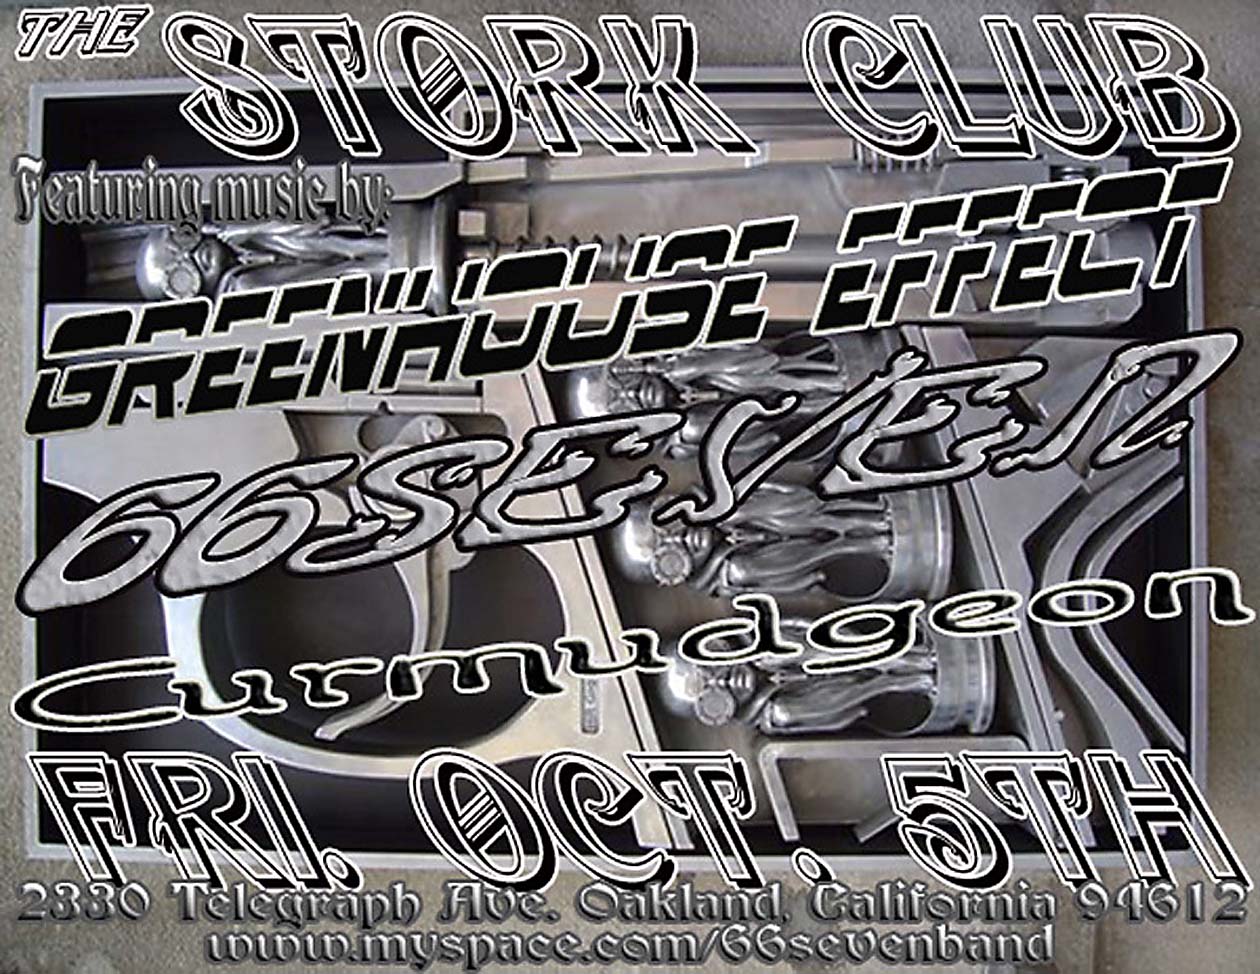 THE STORK CLUB
Featuring music by:
GREENHOUSE EFFECT
66SEVEN
Curmudgeon
FRI. OCT. 5TH
2330 Telegraph Ave. Oakland, California 94612
www.myspace.com/66sevenband